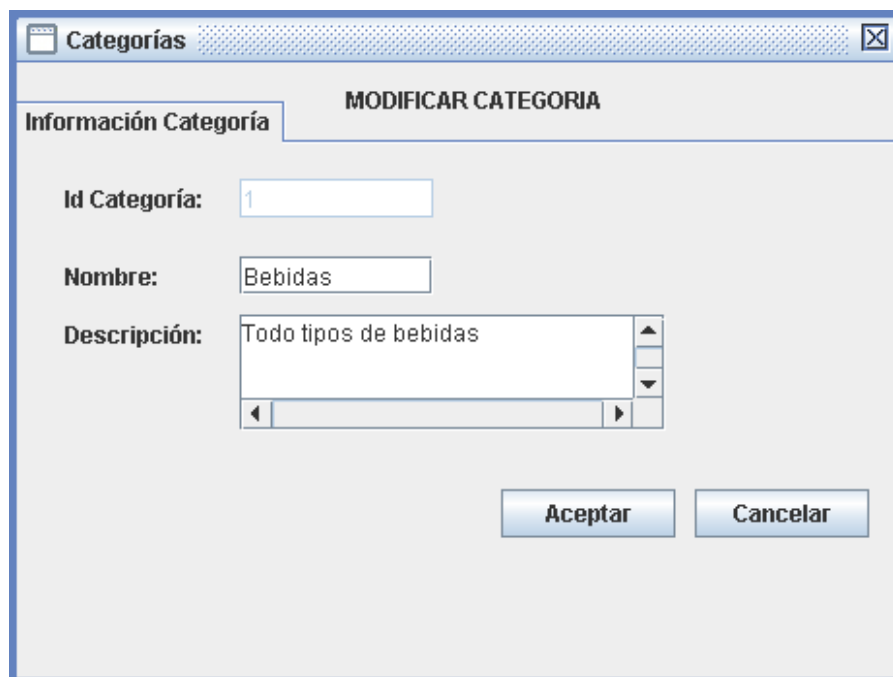 Categorías
MODIFICAR CATEGORIA
Información Categoría
Id Categoría: 1
Nombre: Bebidas
Descripción: Todo tipos de bebidas
Aceptar Cancelar